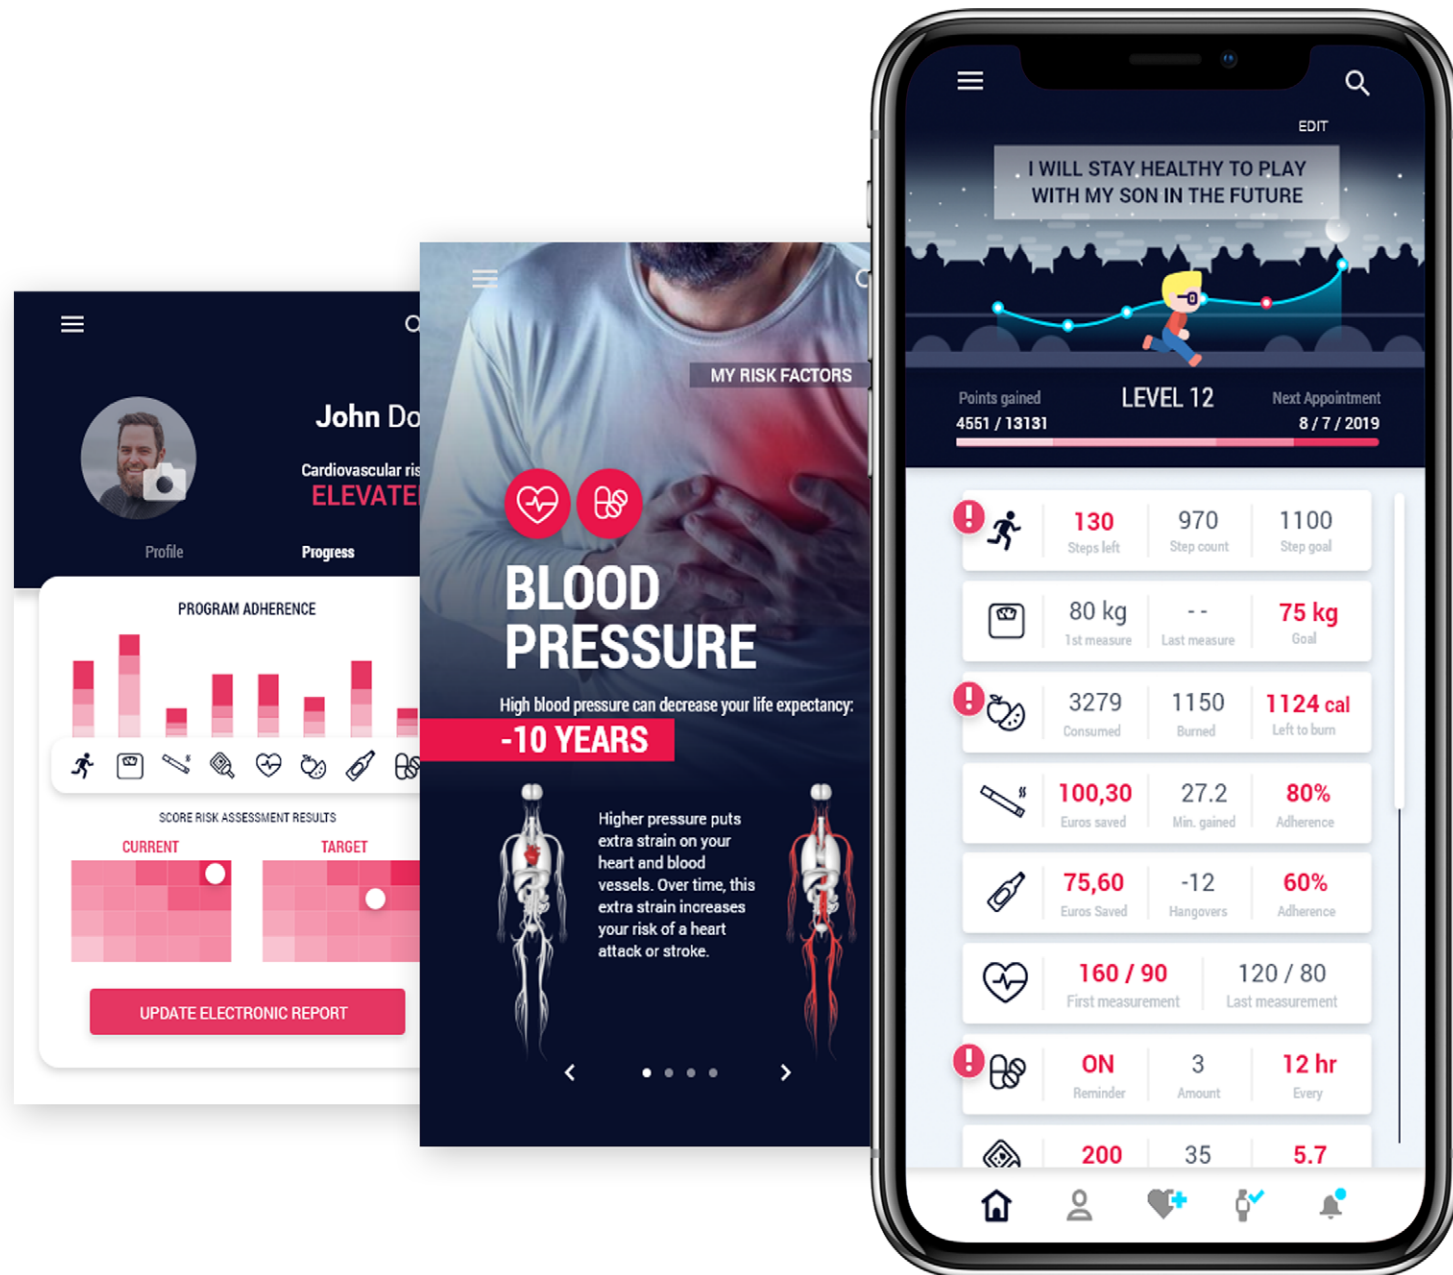 John Do
Cardiovascular ris
ELEVATE
Profile
Progress
PROGRAM ADHERENCE
SCORE RISK ASSESSMENT RESULTS
CURRENT
TARGET
UPDATE ELECTRONIC REPORT
MY RISK FACTORS
BLOOD
PRESSURE
High blood pressure can decrease your life expectancy:
-10 YEARS
Higher pressure puts
extra strain on your
heart and blood
vessels. Over time, this
extra strain increases
your risk of a heart
attack or stroke.
EDIT
I WILL STAY HEALTHY TO PLAY
WITH MY SON IN THE FUTURE
Points gained
4551 / 13131
LEVEL 12
Next Appointment
8 / 7 / 2019
130
Steps left
970
Step count
1100
Step goal
80 kg
1st measure
- -
Last measure
75 kg
Goal
3279
Consumed
1150
Burned
1124 cal
Left to burn
100,30
Euros saved
27.2
Min. gained
80%
Adherence
75,60
Euros Saved
-12
Hangovers
60%
Adherence
160 / 90
First measurement
120 / 80
Last measurement
ON
Reminder
3
Amount
12 hr
Every
200
35
5.7